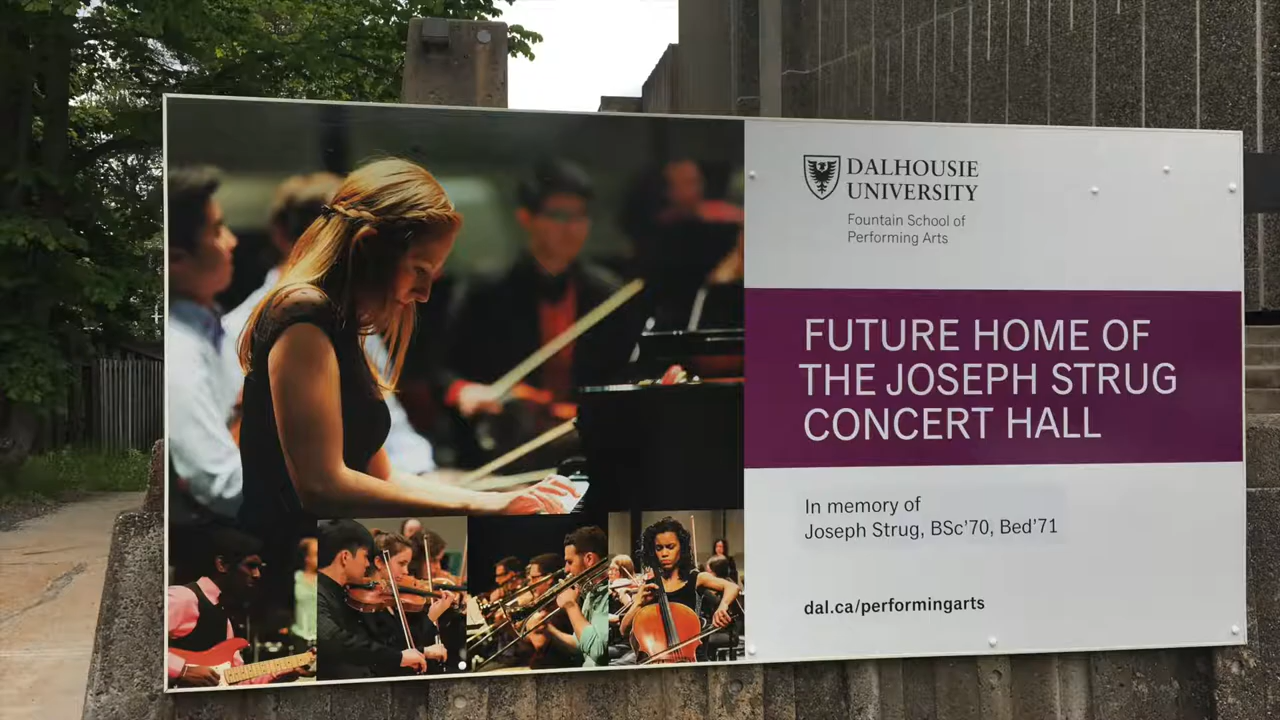 DALHOUSIE
UNIVERSITY
Fountain School of
Performing Arts
FUTURE HOME OF
THE JOSEPH STRUG
CONCERT HALL
In memory of
Joseph Strug, BSc'70, Bed'71
dal.ca/performingarts